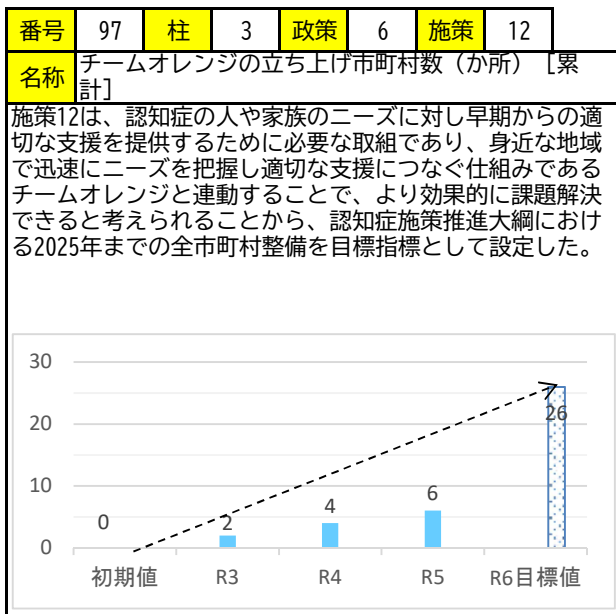 番号 97 柱 3 政策 6 施策 12
名称 チームオレンジの立ち上げ市町村数（か所）［累
計］
施策12は、認知症の人や家族のニーズに対し早期からの適
切な支援を提供するために必要な取組であり、身近な地域
で迅速にニーズを把握し適切な支援につなぐ仕組みである
チームオレンジと連動することで、より効果的に課題解決
できると考えられることから、認知症施策推進大綱におけ
る2025年までの全市町村整備を目標指標として設定した。
30
20
10
0
0
2
4
6
26
初期値 R3 R4 R5 R6目標値